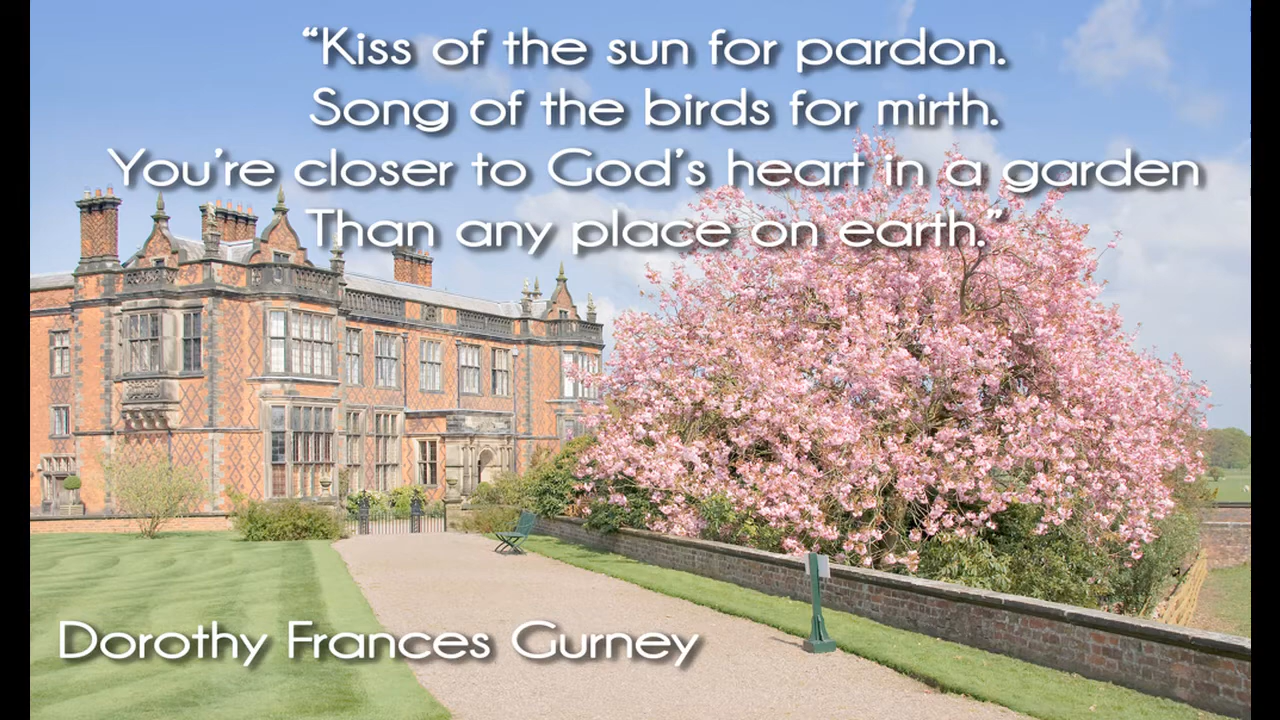 “Kiss of the sun for pardon.
Song of the birds for mirth.
You’re closer to God’s heart in a garden
Than any place on earth.”
Dorothy Frances Gurney